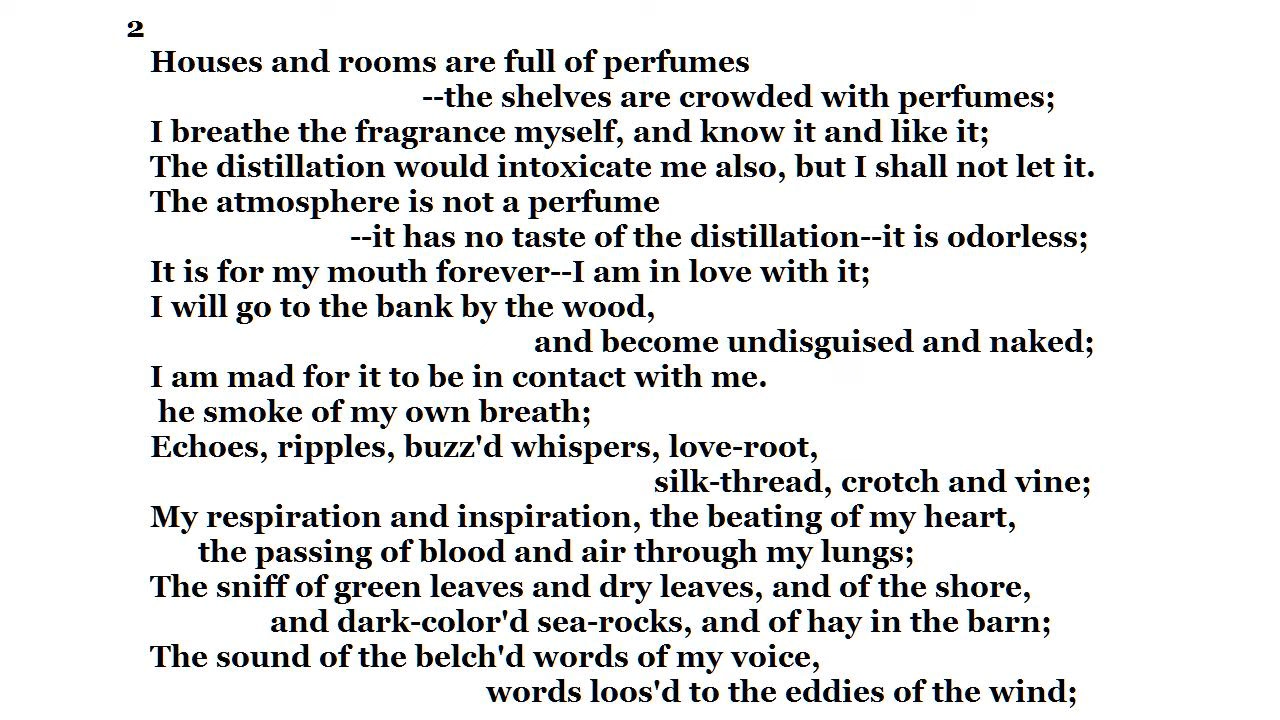 2
Houses and rooms are full of perfumes
--the shelves are crowded with perfumes;
I breathe the fragrance myself, and know it and like it;
The distillation would intoxicate me also, but I shall not let it.
The atmosphere is not a perfume
--it has no taste of the distillation--it is odorless;
It is for my mouth forever--I am in love with it;
I will go to the bank by the wood,
and become undisguised and naked;
I am mad for it to be in contact with me.
he smoke of my own breath;
Echoes, ripples, buzz'd whispers, love-root,
silk-thread, crotch and vine;
My respiration and inspiration, the beating of my heart,
the passing of blood and air through my lungs;
The sniff of green leaves and dry leaves, and of the shore,
and dark-color'd sea-rocks, and of hay in the barn;
The sound of the belch'd words of my voice,
words loos'd to the eddies of the wind;